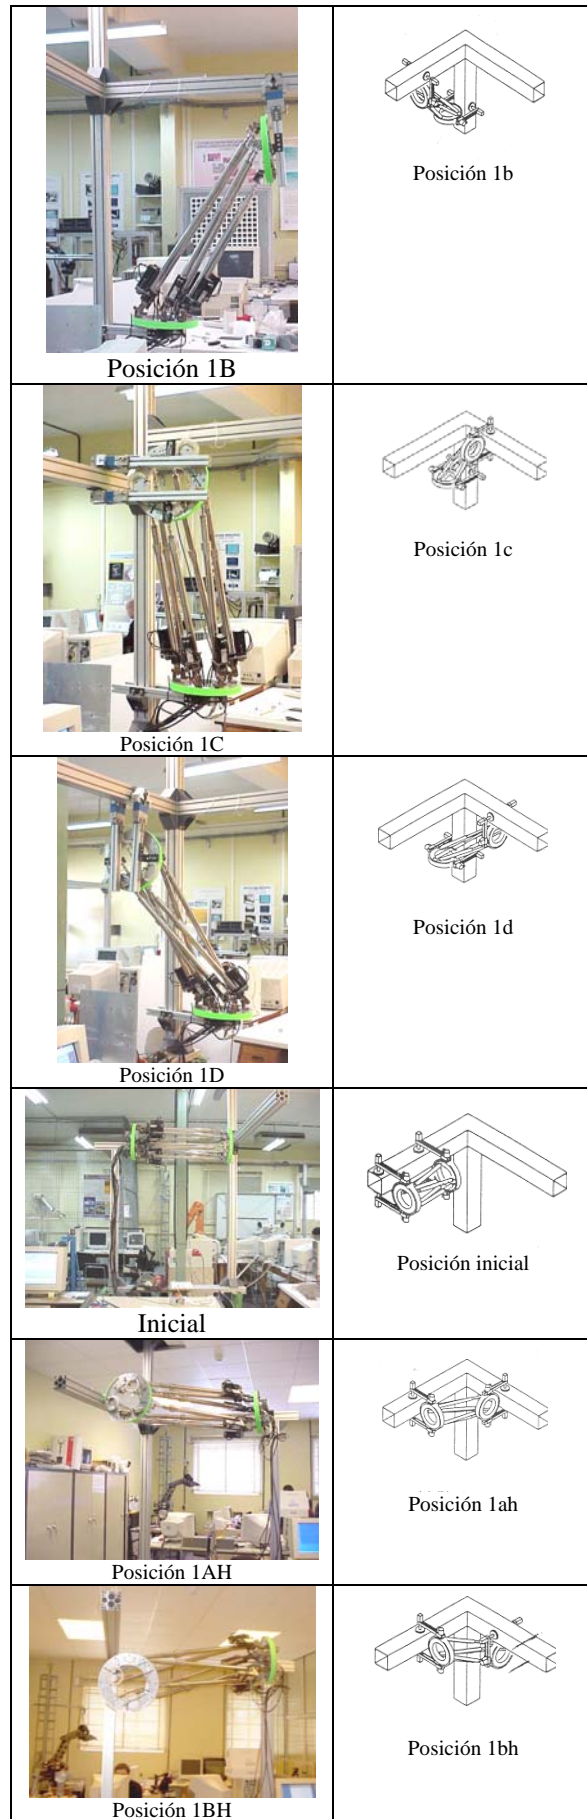 Posición 1b
Posición 1B
Posición 1c
Posición 1C
Posición 1d
Posición 1D
Posición inicial
Inicial
Posición 1ah
Posición 1AH
Posición 1bh
Posición 1BH